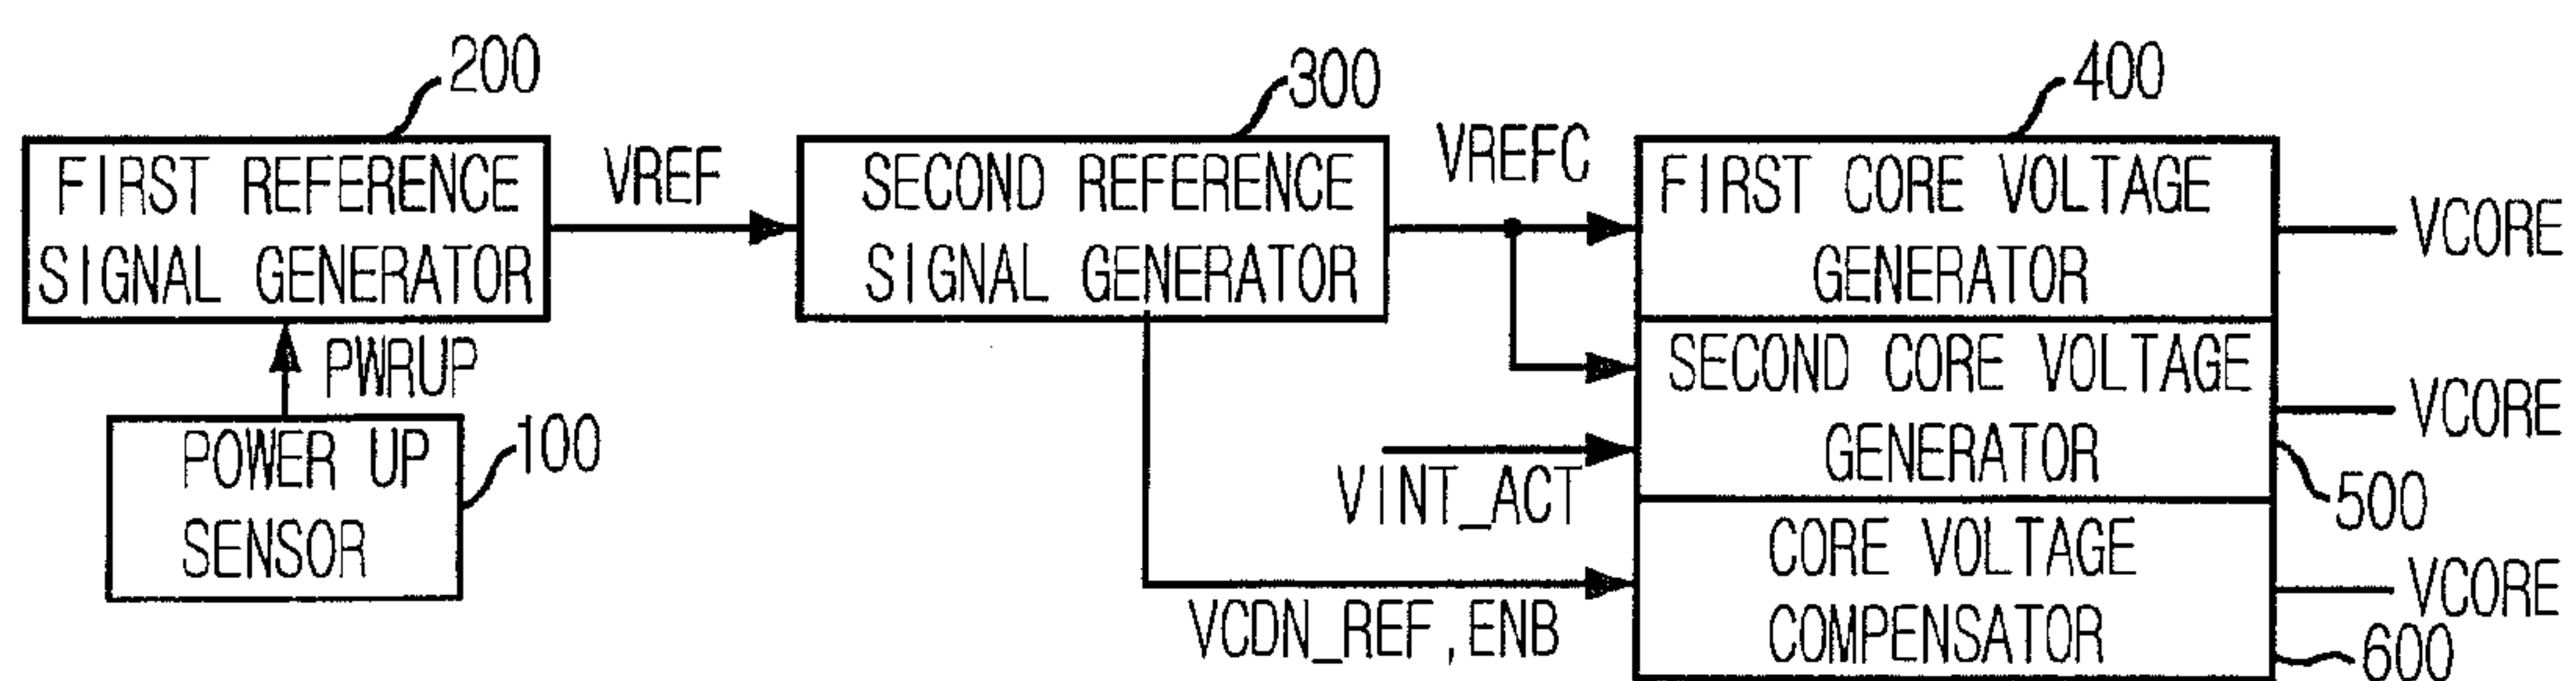 200
300
400
FIRST REFERENCE
SIGNAL GENERATOR
VREF
SECOND REFERENCE
SIGNAL GENERATOR
VREFC
FIRST CORE VOLTAGE
GENERATOR
VCORE
PWRUP
POWER UP
SENSOR
100
SECOND CORE VOLTAGE
GENERATOR
VCORE
VINT_ACT
500
VCDN_REF,ENB
CORE VOLTAGE
COMPENSATOR
VCORE
600